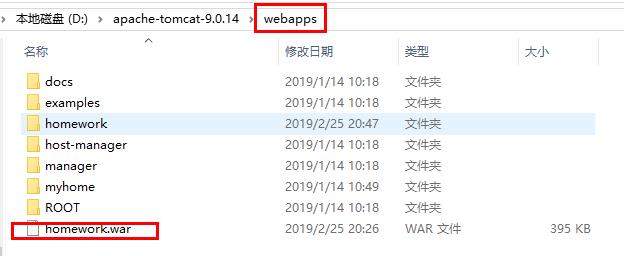 本地磁盘 (D:) > apache-tomcat-9.0.14 > webapps
名称 修改日期 类型 大小
docs 2019/1/14 10:18 文件夹
examples 2019/1/14 10:18 文件夹
homework 2019/2/25 20:47 文件夹
host-manager 2019/1/14 10:18 文件夹
manager 2019/1/14 10:18 文件夹
myhome 2019/1/14 10:49 文件夹
ROOT 2019/1/14 10:18 文件夹
homework.war 2019/2/25 20:26 WAR 文件 395 KB